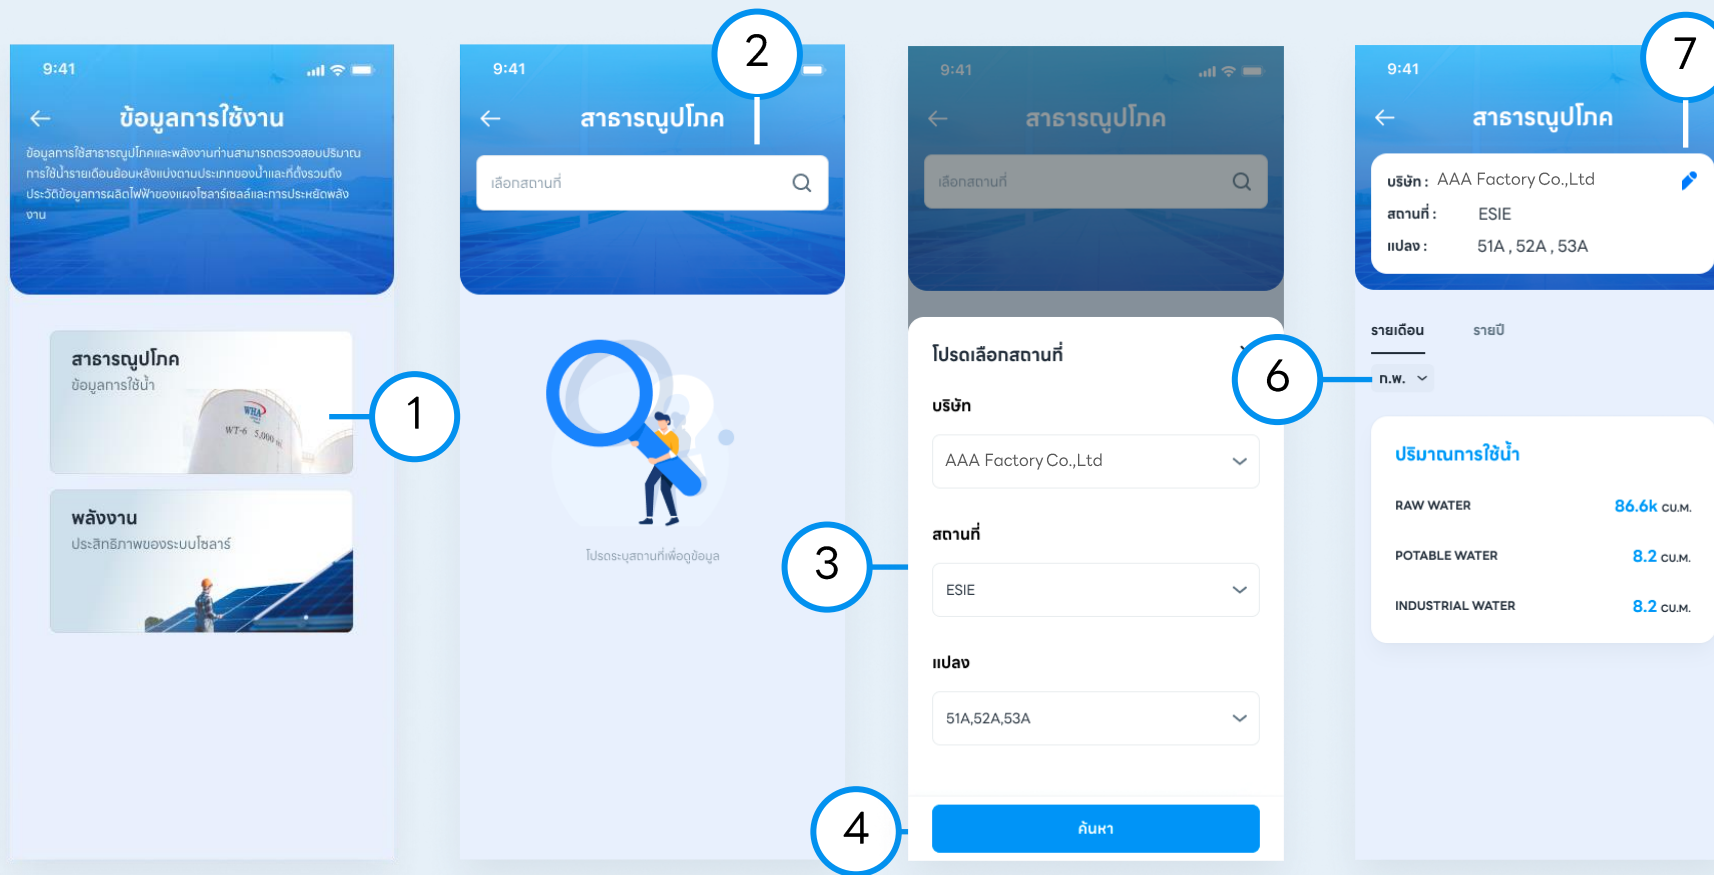 9:41
ข้อมูลการใช้งาน
ข้อมูลการใช้สาธารณูปโภคและพลังงานท่านสามารถตรวจสอบปริมาณ
การใช้น้ำรายเดือนย้อนหลังแบ่งตามประเภทของน้ำและที่ตั้งรวมถึง
ประวัติข้อมูลการผลิตไฟฟ้าของแผงโซลาร์เซลล์และการประหยัดพลัง
งาน
สาธารณูปโภค
ข้อมูลการใช้น้ำ
WHA
WT-6 5,000
1
พลังงาน
ประสิทธิภาพของระบบโซลาร์
2
9:41
สาธารณูปโภค
เลือกสถานที่
โปรดระบุสถานที่เพื่อดูข้อมูล
9:41
สาธารณูปโภค
เลือกสถานที่
โปรดเลือกสถานที่
บริษัท
AAA Factory Co.,Ltd
3
สถานที่
ESIE
แปลง
51A,52A,53A
4
ค้นหา
7
9:41
สาธารณูปโภค
บริษัท : AAA Factory Co.,Ltd
สถานที่ : ESIE
แปลง : 51A , 52A , 53A
รายเดือน รายปี
6
ก.พ.
ปริมาณการใช้น้ำ
RAW WATER 86.6k CU.M.
POTABLE WATER 8.2 CU.M.
INDUSTRIAL WATER 8.2 CU.M.